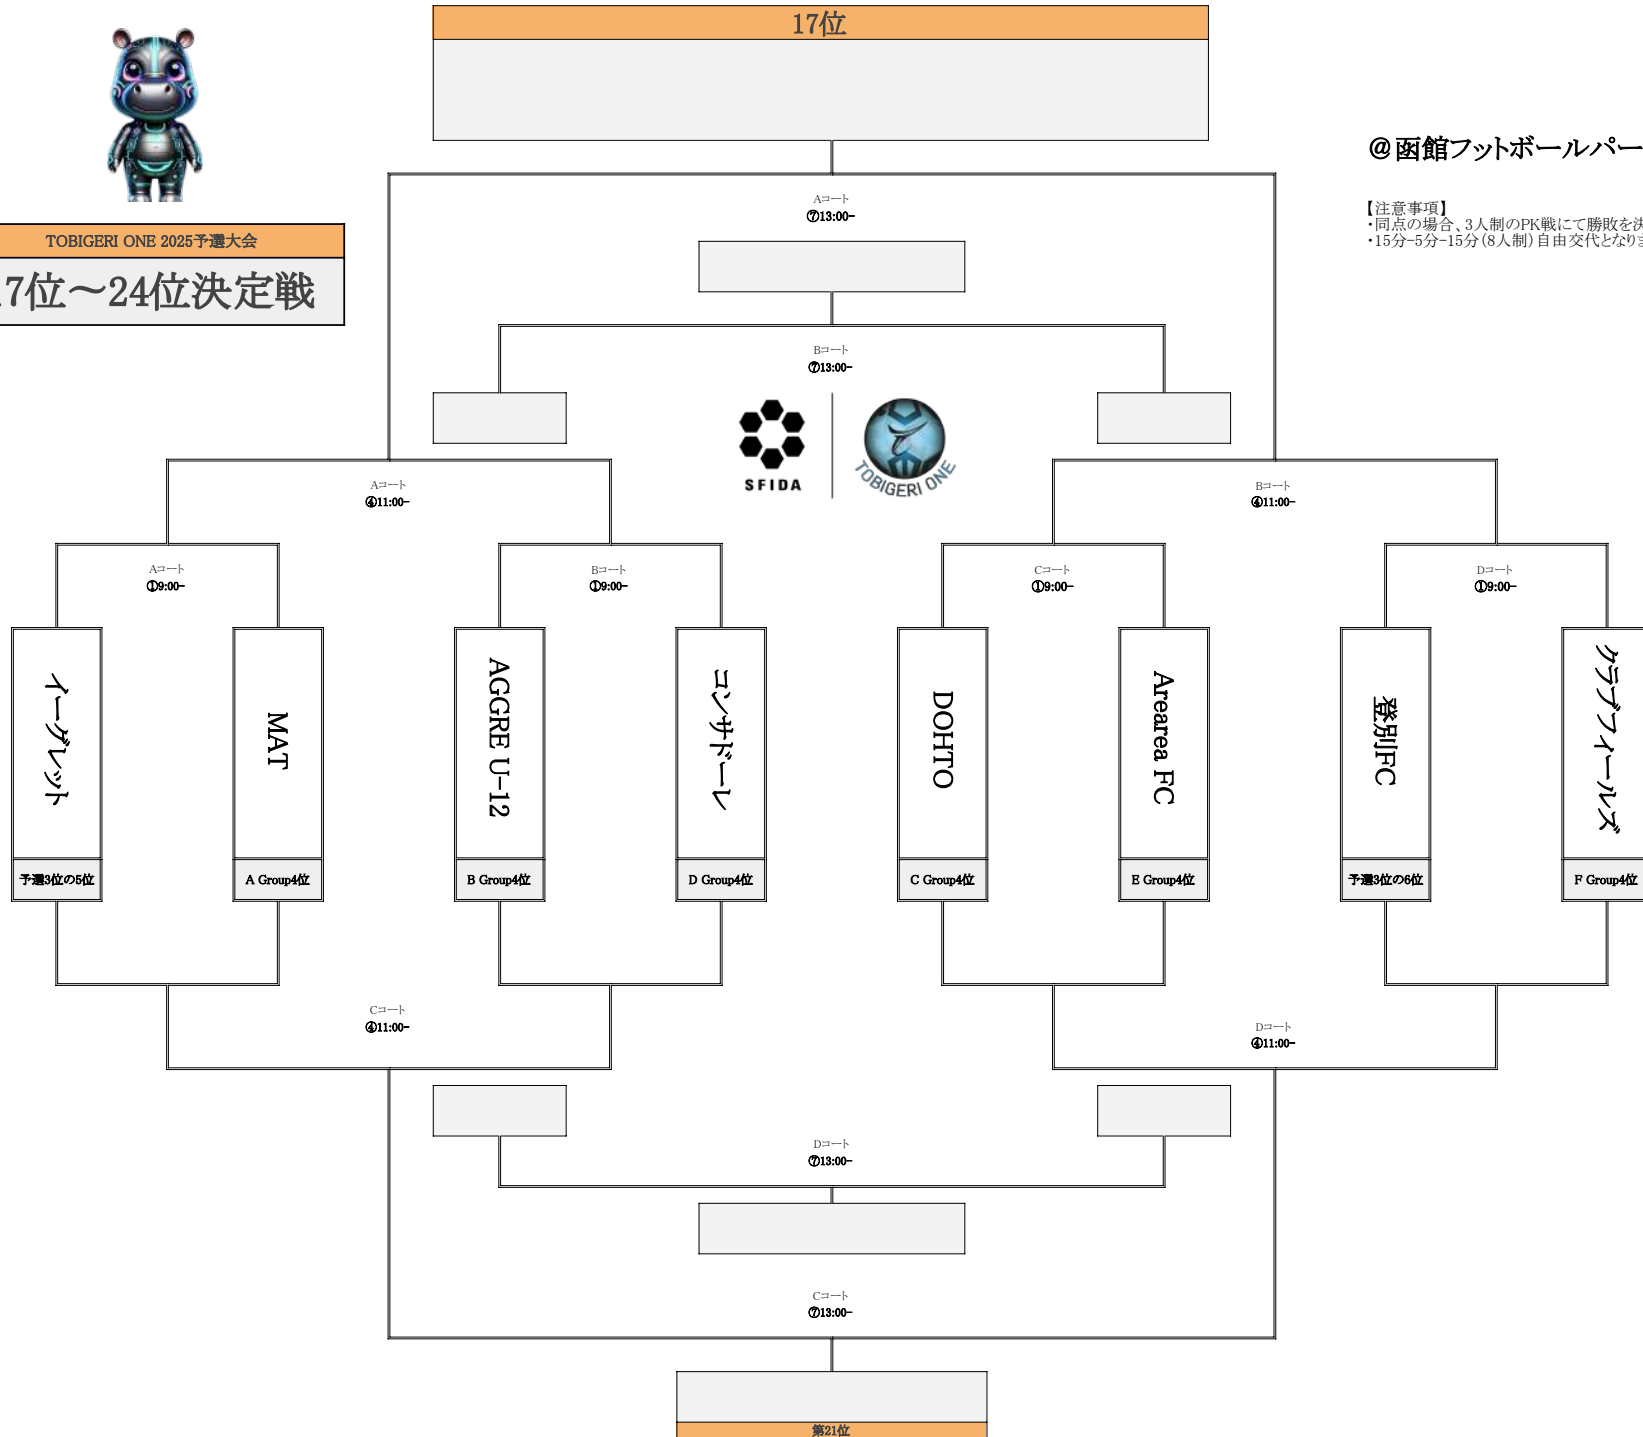 17位
@函館フットボールパー
【注意事項】
・同点の場合、3人制のPK戦にて勝敗を決
・15分-5分-15分（8人制）自由交代となりま
TOBIGERI ONE 2025予選大会
17位～24位決定戦
Aコート
⑦13:00-
Bコート
⑦13:00-
SFIDA
TOBIGERI ONE
Aコート
④11:00-
Bコート
④11:00-
Aコート
①9:00-
Bコート
①9:00-
Cコート
①9:00-
Dコート
①9:00-
イーグレット
MAT
AGGRE U-12
コンサドーレ
DOHTO
Arearea FC
登別FC
クラブフィールズ
予選3位の5位
A Group4位
B Group4位
D Group4位
C Group4位
E Group4位
予選3位の6位
F Group4位
Cコート
④11:00-
Dコート
④11:00-
Dコート
⑦13:00-
Cコート
⑦13:00-
第21位